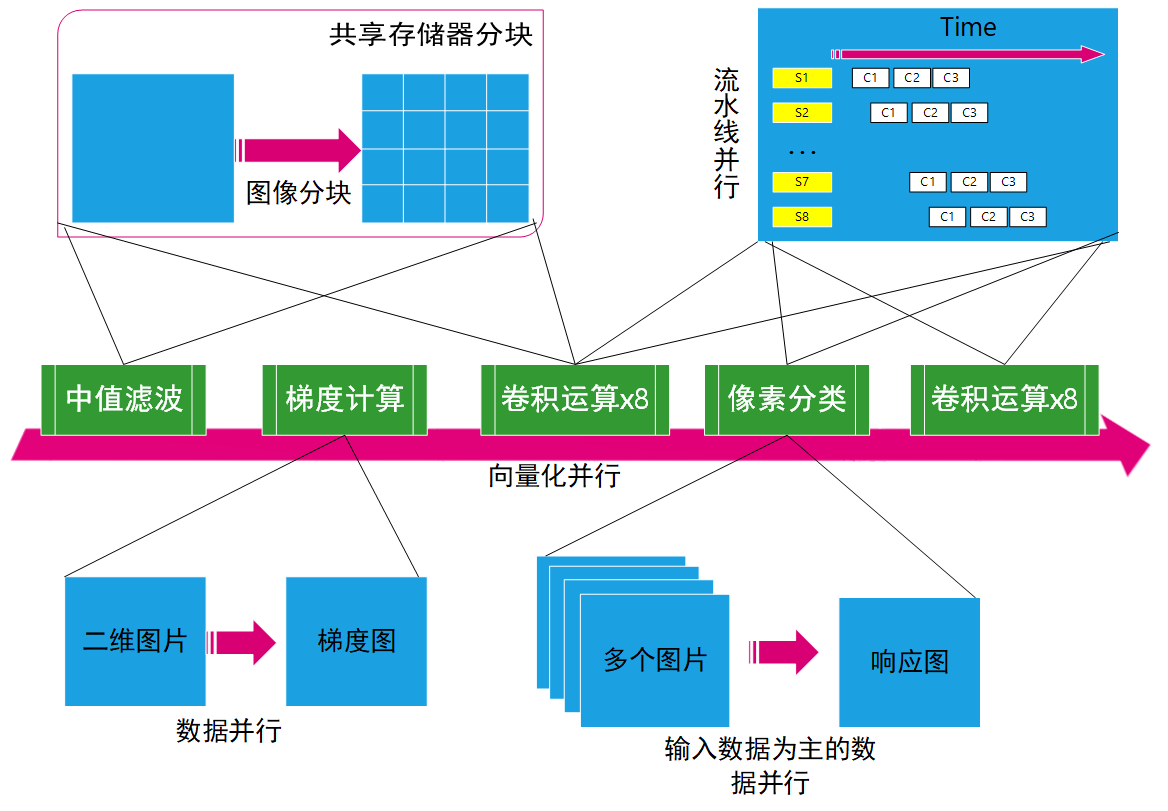 共享存储器分块
图像分块
流水线并行
Time
S1 C1 C2 C3
S2 C1 C2 C3
...
S7 C1 C2 C3
S8 C1 C2 C3
中值滤波
梯度计算
卷积运算x8
像素分类
卷积运算x8
向量化并行
二维图片
梯度图
数据并行
多个图片
响应图
输入数据为主的数
据并行